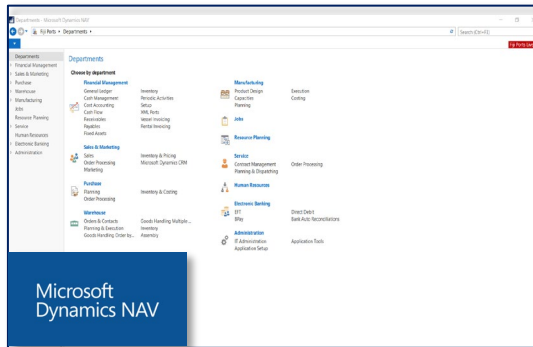 Departments - Microsoft Dynamics NAV
Fiji Ports
Departments
Search (Ctrl+F3)
Departments
Financial Management
Sales & Marketing
Purchase
Warehouse
Manufacturing
Jobs
Resource Planning
Service
Human Resources
Electronic Banking
Administration
Departments
Choose by department
Financial Management
General Ledger
Cash Management
Cost Accounting
Cash Flow
Receivables
Payables
Fixed Assets
Inventory
Periodic Activities
Setup
XML Ports
Vessel Invoicing
Rental Invoicing
Sales & Marketing
Sales
Order Processing
Marketing
Inventory & Pricing
Microsoft Dynamics CRM
Purchase
Planning
Order Processing
Inventory & Costing
Warehouse
Orders & Contacts
Planning & Execution
Goods Handling Order by...
Goods Handling Multiple ...
Inventory
Assembly
Manufacturing
Product Design
Capacities
Planning
Execution
Costing
Jobs
Resource Planning
Service
Contract Management
Planning & Dispatching
Order Processing
Human Resources
Electronic Banking
EFT
BPay
Direct Debit
Bank Auto Reconciliations
Administration
IT Administration
Application Setup
Application Tools
Microsoft
Dynamics NAV